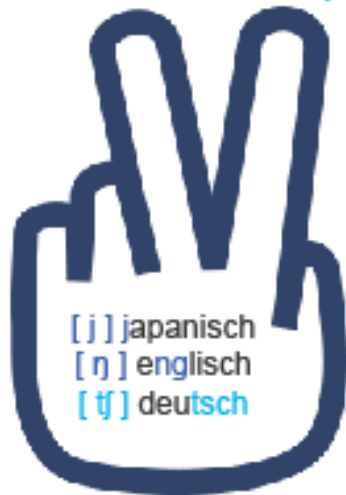 [ j ] japanisch
[ ŋ ] englisch
[ tʃ ] deutsch